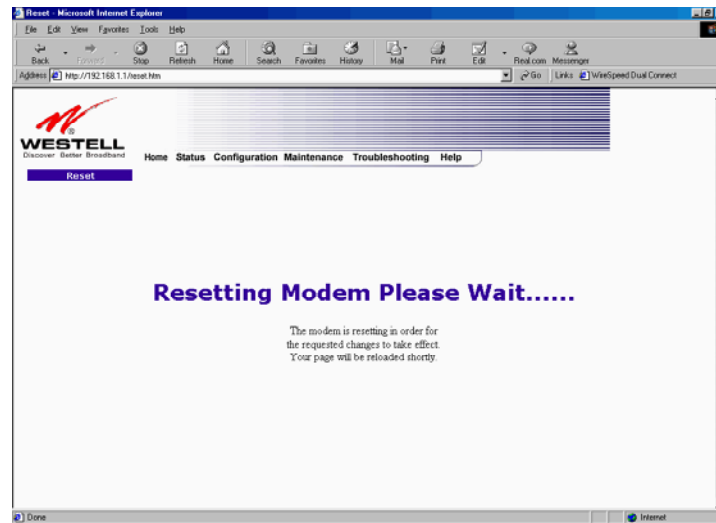 Reset - Microsoft Internet Explorer
File Edit View Favorites Tools Help
Back Forward Stop Refresh Home Search Favorites History Mail Print Edit Real.com Messenger
Address http://192.168.1.1/reset.htm Go Links WireSpeed Dual Connect
WESTELL
Discover Better Broadband
Home Status Configuration Maintenance Troubleshooting Help
Reset
Resetting Modem Please Wait......
The modem is resetting in order for
the requested changes to take effect.
Your page will be reloaded shortly.
Done Internet